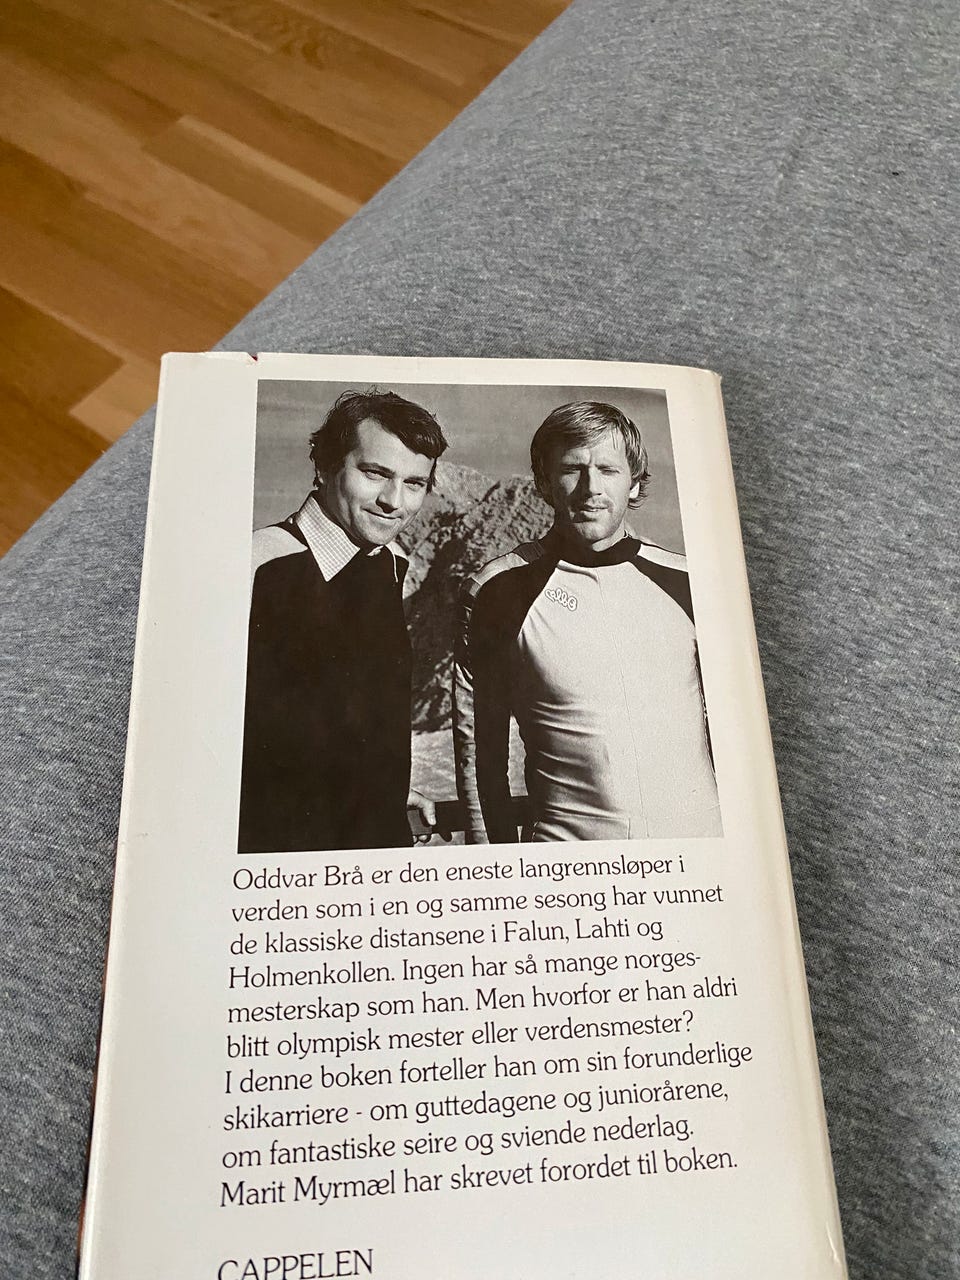 Oddvar Brå er den eneste langrennsløper i
verden som i en og samme sesong har vunnet
de klassiske distansene i Falun, Lahti og
Holmenkollen. Ingen har så mange norges-
mesterskap som han. Men hvorfor er han aldri
blitt olympisk mester eller verdensmester?
I denne boken forteller han om sin forunderlige
skikarriere - om guttedagene og juniorårene,
om fantastiske seire og sviende nederlag.
Marit Myrmæl har skrevet forordet til boken.
CAPPELEN